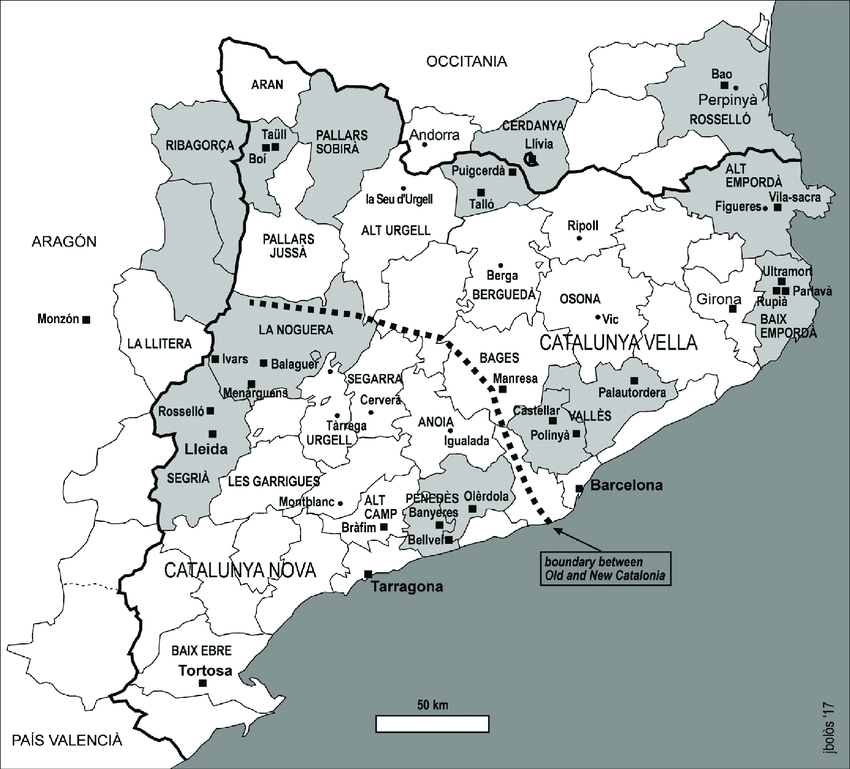 OCCITANIA
ARAN
Bao
Perpinyà
ROSSELLÓ
RIBAGORÇA
Taüll
Boí
PALLARS
SOBIRÀ
Andorra
CERDANYA
Llívia
Puigcerdà
Talló
ALT
EMPORDÀ
Vila-sacra
Figueres
la Seu d'Urgell
ALT URGELL
Ripoll
ARAGÓN
PALLARS
JUSSÀ
Berga
BERGUEDÀ
OSONA
Vic
Girona
Ultramort
Parlavà
Rupià
BAIX
EMPORDÀ
Monzón
LA LLITERA
LA NOGUERA
CATALUNYA VELLA
Ivars
Balaguer
Menàrguens
SEGARRA
Cervera
BAGES
Manresa
Palautordera
Rosselló
Lleida
SEGRIÀ
Tàrrega
URGELL
ANOIA
Igualada
Castellar
VALLÈS
Polinyà
LES GARRIGUES
Montblanc
ALT
CAMP
Bràfim
PENEDÈS
Banyeres
Olèrdola
Bellvei
Barcelona
boundary between
Old and New Catalonia
CATALUNYA NOVA
Tarragona
BAIX EBRE
Tortosa
50 km
PAÍS VALENCIÀ
jbolòs '17